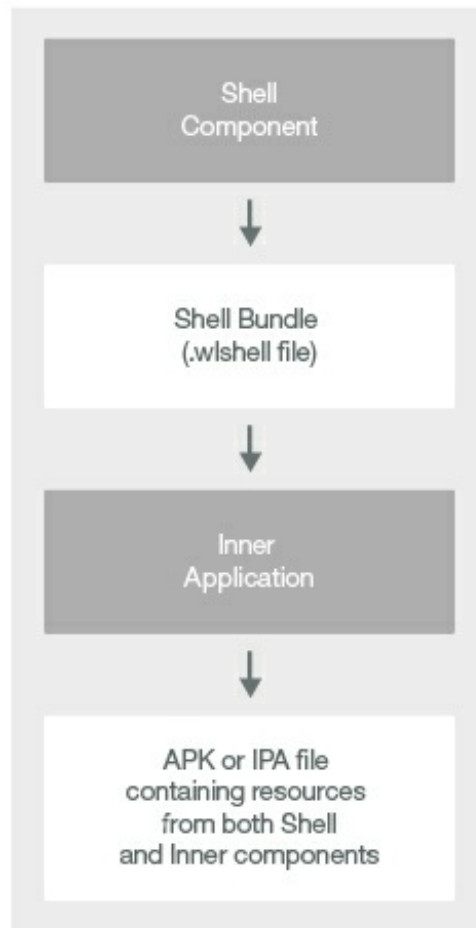 Shell
Component
Shell Bundle
(.wlshell file)
Inner
Application
APK or IPA file
containing resources
from both Shell
and Inner components